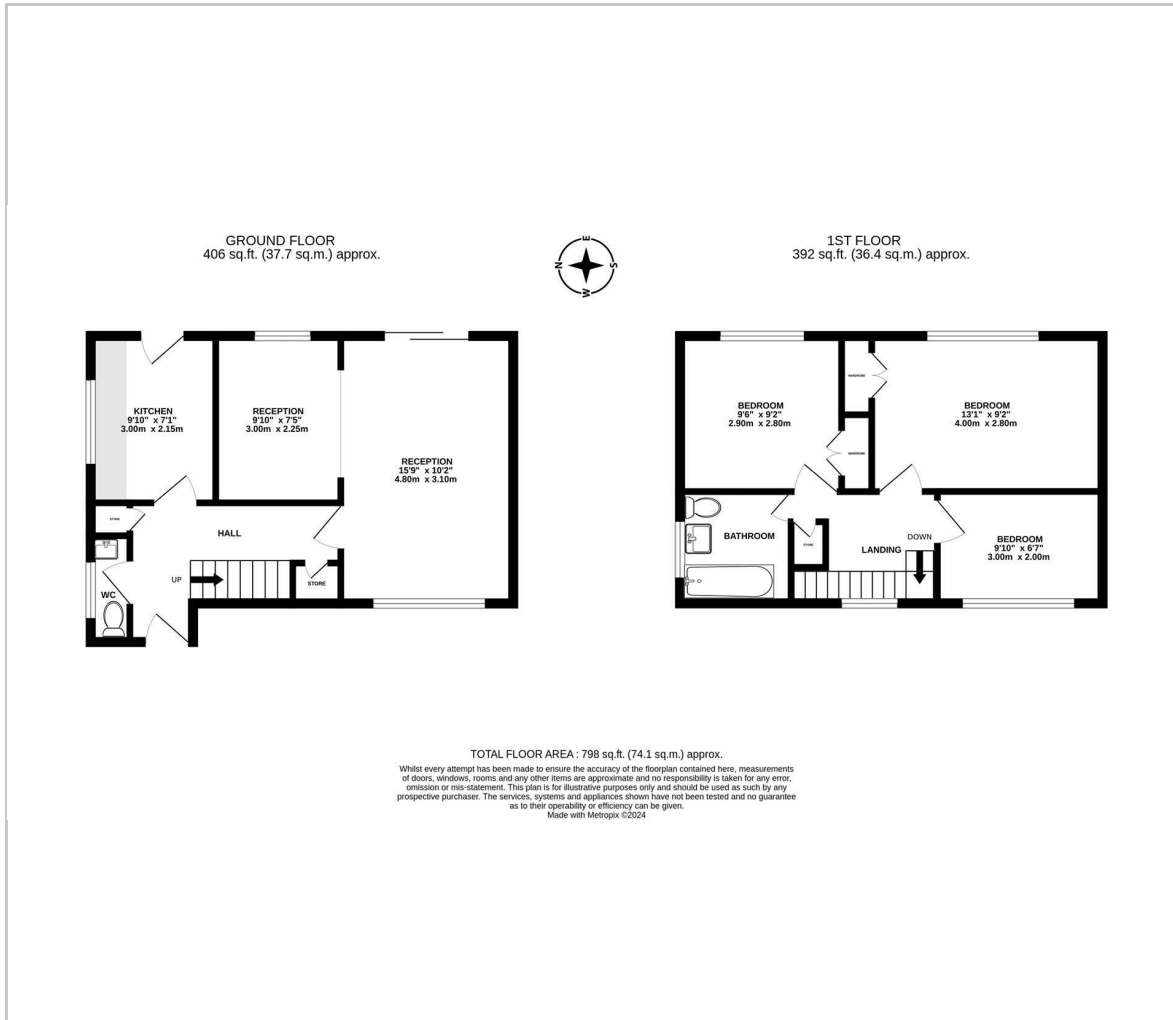 GROUND FLOOR
406 sq.ft. (37.7 sq.m.) approx.
1ST FLOOR
392 sq.ft. (36.4 sq.m.) approx.
E
N
S
W
KITCHEN
9'10" x 7'1"
3.00m x 2.15m
RECEPTION
9'10" x 7'5"
3.00m x 2.25m
RECEPTION
15'9" x 10'2"
4.80m x 3.10m
STORE
HALL
UP
WC
STORE
BEDROOM
9'6" x 9'2"
2.90m x 2.80m
WARDROBE
WARDROBE
BEDROOM
13'1" x 9'2"
4.00m x 2.80m
BATHROOM
STORE
LANDING
DOWN
BEDROOM
9'10" x 6'7"
3.00m x 2.00m
TOTAL FLOOR AREA : 798 sq.ft. (74.1 sq.m.) approx.
Whilst every attempt has been made to ensure the accuracy of the floorplan contained here, measurements
of doors, windows, rooms and any other items are approximate and no responsibility is taken for any error,
omission or mis-statement. This plan is for illustrative purposes only and should be used as such by any
prospective purchaser. The services, systems and appliances shown have not been tested and no guarantee
as to their operability or efficiency can be given.
Made with Metropix ©2024